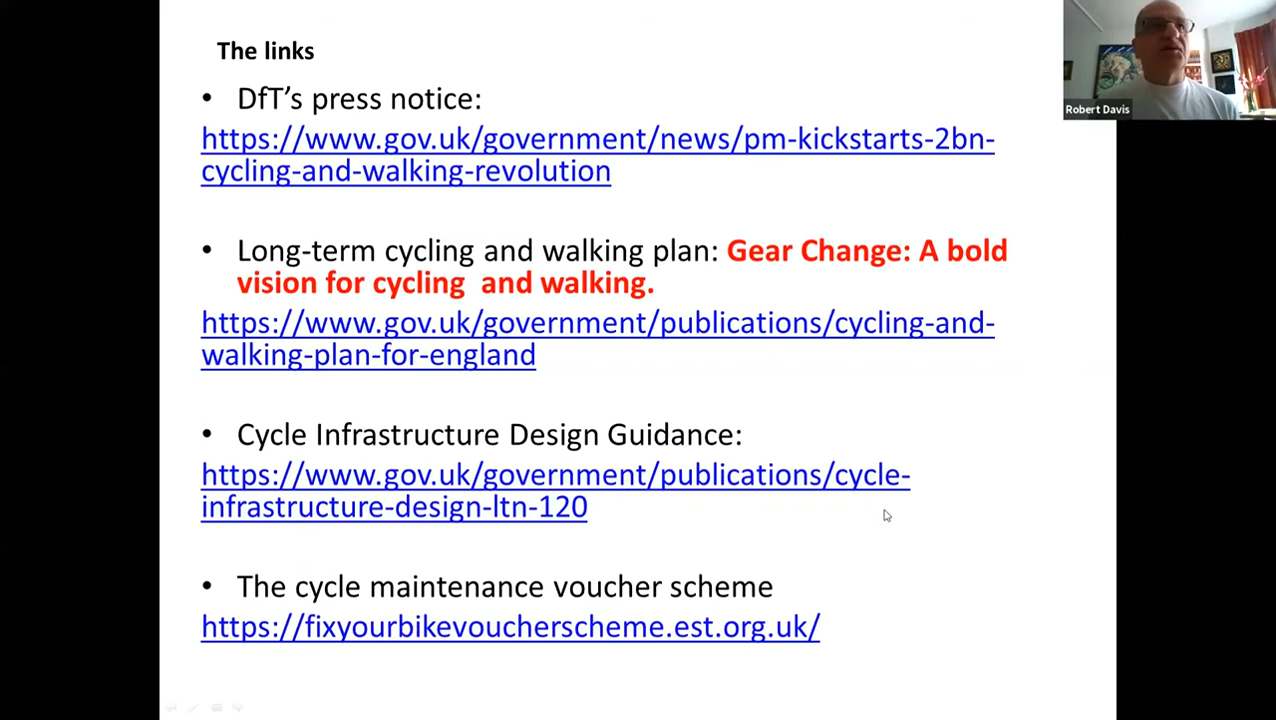 The links
• DfT's press notice:
https://www.gov.uk/government/news/pm-kickstarts-2bn-
cycling-and-walking-revolution
• Long-term cycling and walking plan: Gear Change: A bold
vision for cycling  and walking.
https://www.gov.uk/government/publications/cycling-and-
walking-plan-for-england
• Cycle Infrastructure Design Guidance:
https://www.gov.uk/government/publications/cycle-
infrastructure-design-ltn-120
• The cycle maintenance voucher scheme
https://fixyourbikevoucherscheme.est.org.uk/
Robert Davis